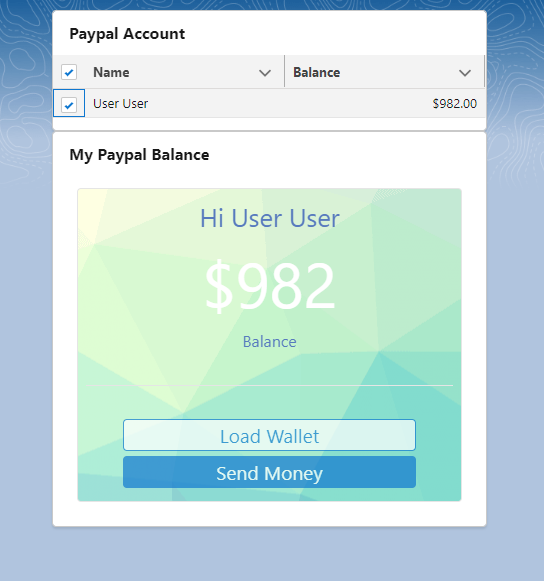 Paypal Account
Name Balance
User User $982.00
My Paypal Balance
Hi User User
$982
Balance
Load Wallet
Send Money